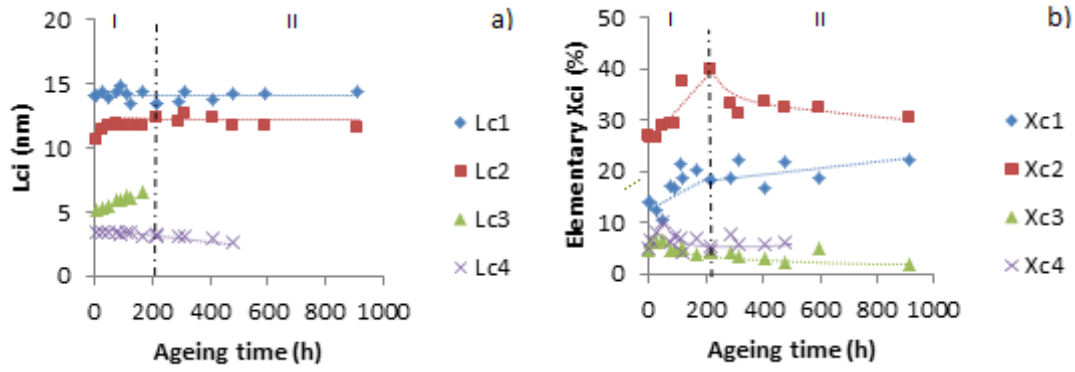 I II a)
20
15
10
5
0
Lci (nm)
0 200 400 600 800 1000
Ageing time (h)
Lc1
Lc2
Lc3
Lc4
I II b)
50
40
30
20
10
0
Elementary Xci (%)
0 200 400 600 800 1000
Ageing time (h)
Xc1
Xc2
Xc3
Xc4